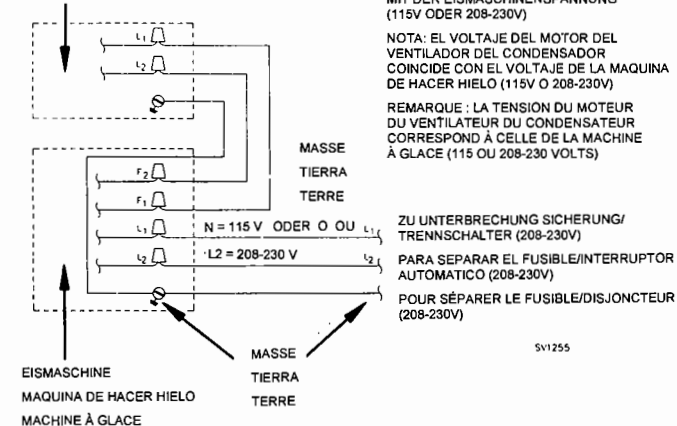 MIT DER EISMASCHINENSPANNUNG
(115V ODER 208-230V)
NOTA: EL VOLTAJE DEL MOTOR DEL
VENTILADOR DEL CONDENSADOR
COINCIDE CON EL VOLTAJE DE LA MAQUINA
DE HACER HIELO (115V O 208-230V)
REMARQUE : LA TENSION DU MOTEUR
DU VENTILATEUR DU CONDENSATEUR
CORRESPOND À CELLE DE LA MACHINE
À GLACE (115 OU 208-230 VOLTS)
L1
L2
MASSE
TIERRA
TERRE
F2
F1
L1 N = 115 V ODER O OU L1
L2 L2 = 208-230 V L2
ZU UNTERBRECHUNG SICHERUNG/
TRENNSCHALTER (208-230V)
PARA SEPARAR EL FUSIBLE/INTERRUPTOR
AUTOMATICO (208-230V)
POUR SÉPARER LE FUSIBLE/DISJONCTEUR
(208-230V)
SV1255
MASSE
TIERRA
TERRE
EISMASCHINE
MAQUINA DE HACER HIELO
MACHINE À GLACE